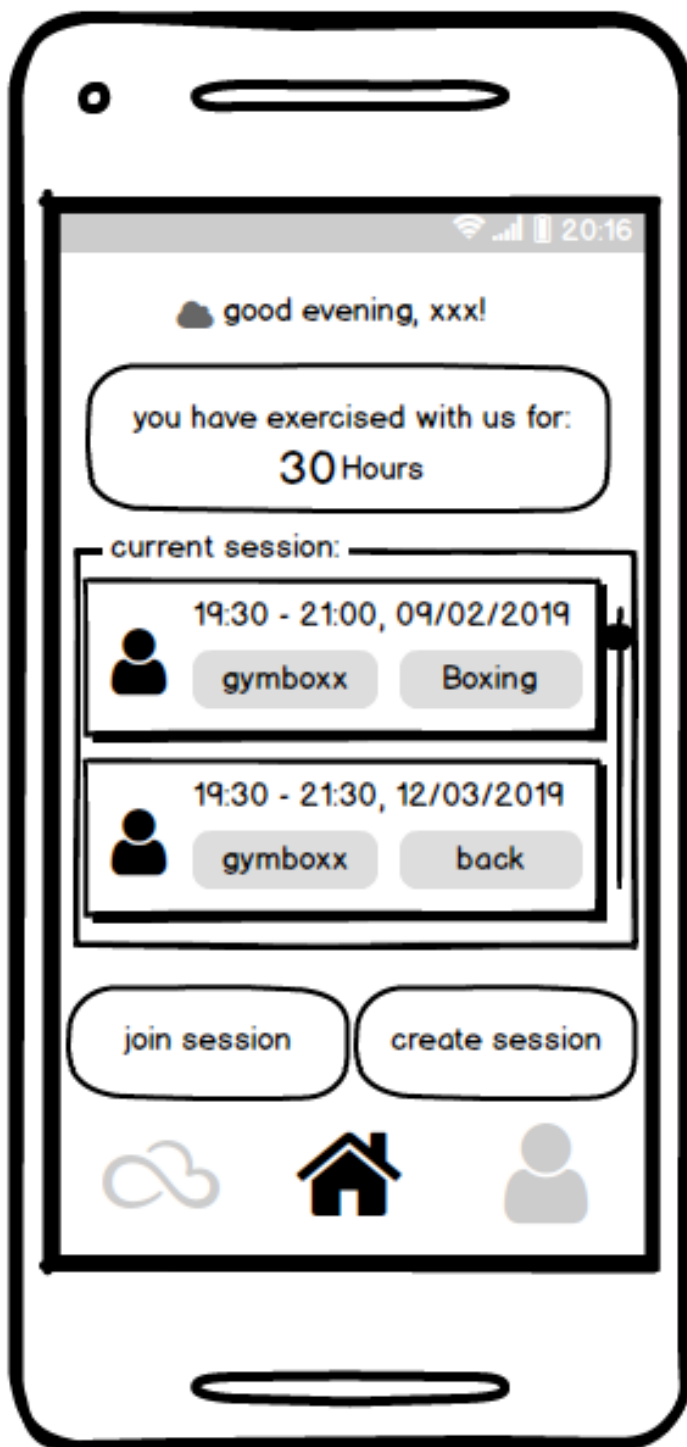 20:16
good evening, xxx!
you have exercised with us for:
30 Hours
current session:
19:30 - 21:00, 09/02/2019
gymboxx Boxing
19:30 - 21:30, 12/03/2019
gymboxx back
join session create session